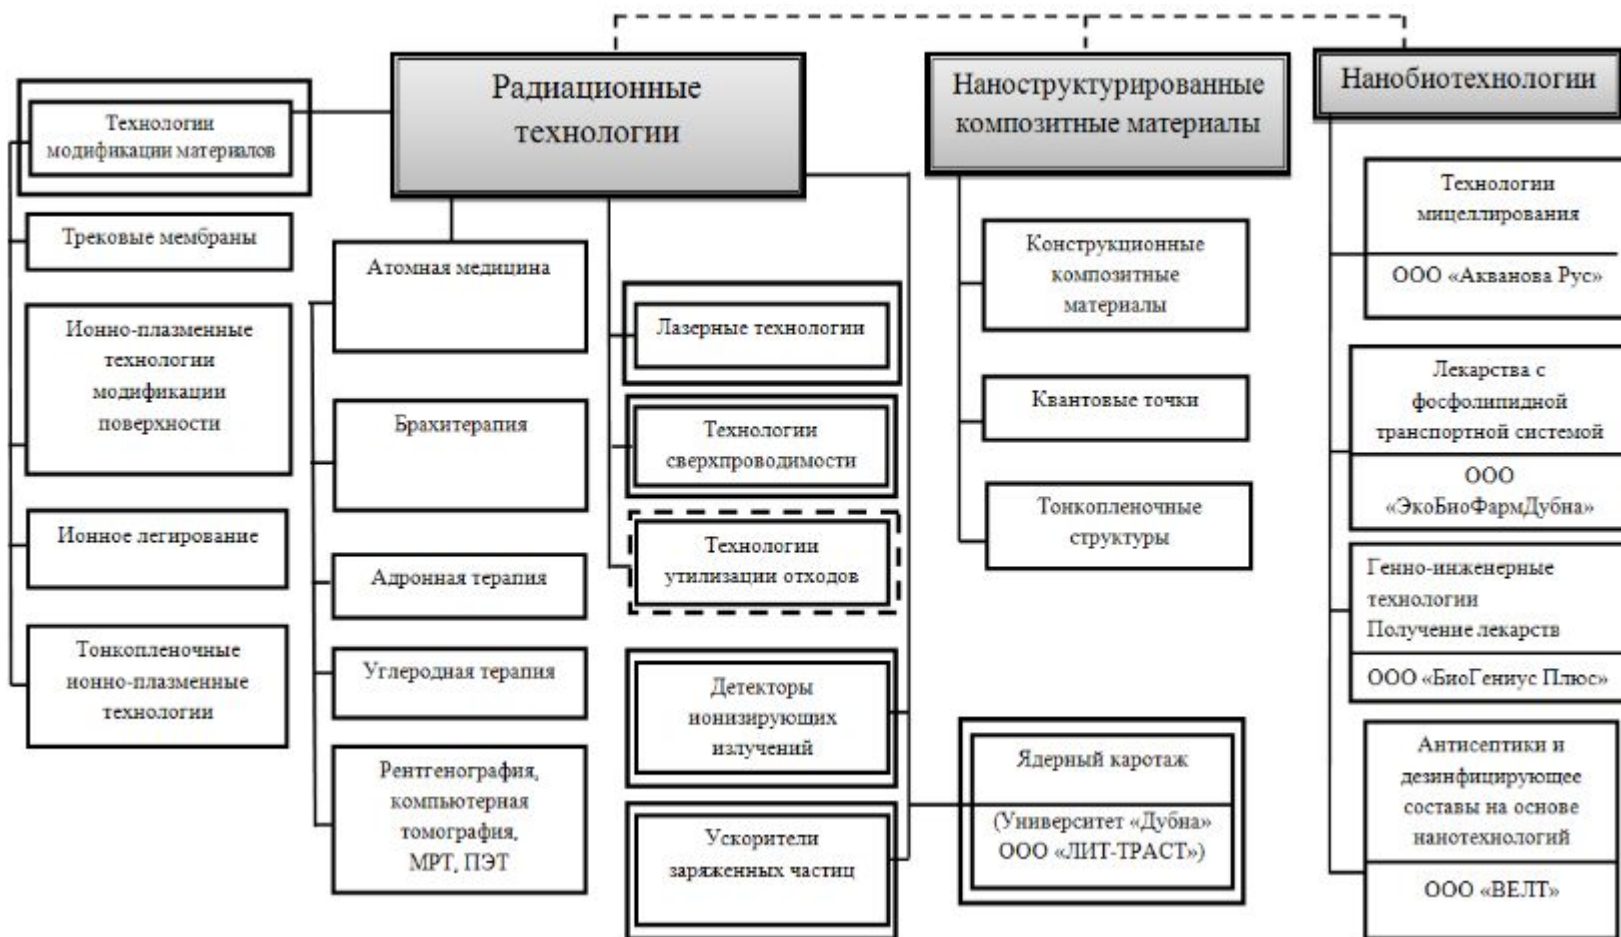 Радиационные
технологии
Наноструктурированные
композитные материалы
Нанобиотехнологии
Технологии
модификации материалов
Трековые мембраны
Ионно-плазменные
технологии
модификации
поверхности
Ионное легирование
Тонкопленочные
ионно-плазменные
технологии
Атомная медицина
Брахитерапия
Адронная терапия
Углеродная терапия
Рентгенография,
компьютерная
томография,
МРТ, ПЭТ
Лазерные технологии
Технологии
сверхпроводимости
Технологии
утилизации отходов
Детекторы
ионизирующих
излучений
Ускорители
заряженных частиц
Ядерный каротаж
(Университет «Дубна»
ООО «ЛИТ-ТРАСТ»)
Конструкционные
композитные
материалы
Квантовые точки
Тонкопленочные
структуры
Технологии
мицеллирования
ООО «Акванова Рус»
Лекарства с
фосфолипидной
транспортной системой
ООО
«ЭкоБиоФармДубна»
Генно-инженерные
технологии
Получение лекарств
ООО «БиоГениус Плюс»
Антисептики и
дезинфицирующее
составы на основе
нанотехнологий
ООО «ВЕЛТ»